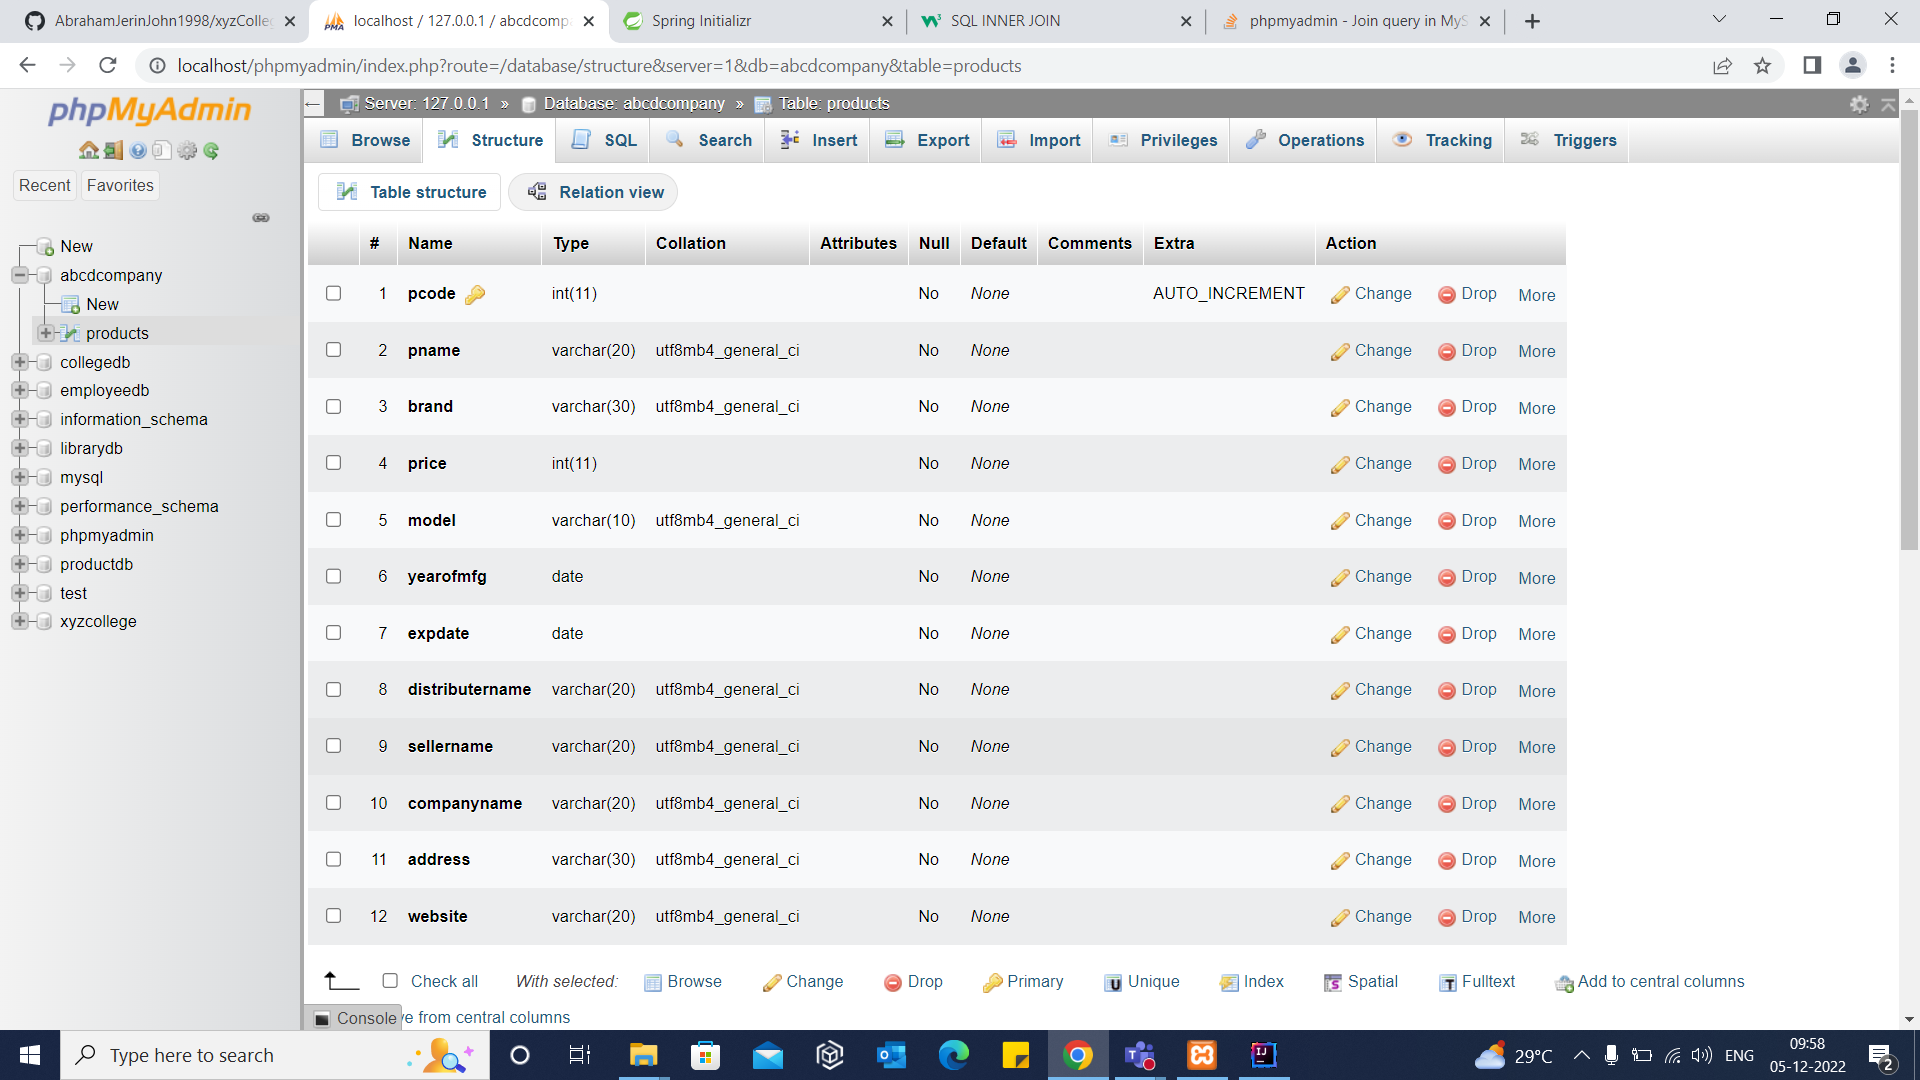 AbrahamJerinJohn1998/xyzColleg
localhost / 127.0.0.1 / abcdcomp
Spring Initializr
SQL INNER JOIN
phpmyadmin - Join query in MyS
localhost/phpmyadmin/index.php?route=/database/structure&server=1&db=abcdcompany&table=products
phpMyAdmin
Recent Favorites
New
abcdcompany
New
products
collegedb
employeedb
information_schema
librarydb
mysql
performance_schema
phpmyadmin
productdb
test
xyzcollege
Server: 127.0.0.1 » Database: abcdcompany » Table: products
Browse Structure SQL Search Insert Export Import Privileges Operations Tracking Triggers
Table structure Relation view
# Name Type Collation Attributes Null Default Comments Extra Action
1 pcode int(11) No None AUTO_INCREMENT Change Drop More
2 pname varchar(20) utf8mb4_general_ci No None Change Drop More
3 brand varchar(30) utf8mb4_general_ci No None Change Drop More
4 price int(11) No None Change Drop More
5 model varchar(10) utf8mb4_general_ci No None Change Drop More
6 yearofmfg date No None Change Drop More
7 expdate date No None Change Drop More
8 distributername varchar(20) utf8mb4_general_ci No None Change Drop More
9 sellername varchar(20) utf8mb4_general_ci No None Change Drop More
10 companyname varchar(20) utf8mb4_general_ci No None Change Drop More
11 address varchar(30) utf8mb4_general_ci No None Change Drop More
12 website varchar(20) utf8mb4_general_ci No None Change Drop More
Check all With selected: Browse Change Drop Primary Unique Index Spatial Fulltext Add to central columns
Console ve from central columns
Type here to search
29°C
ENG
09:58
05-12-2022
2